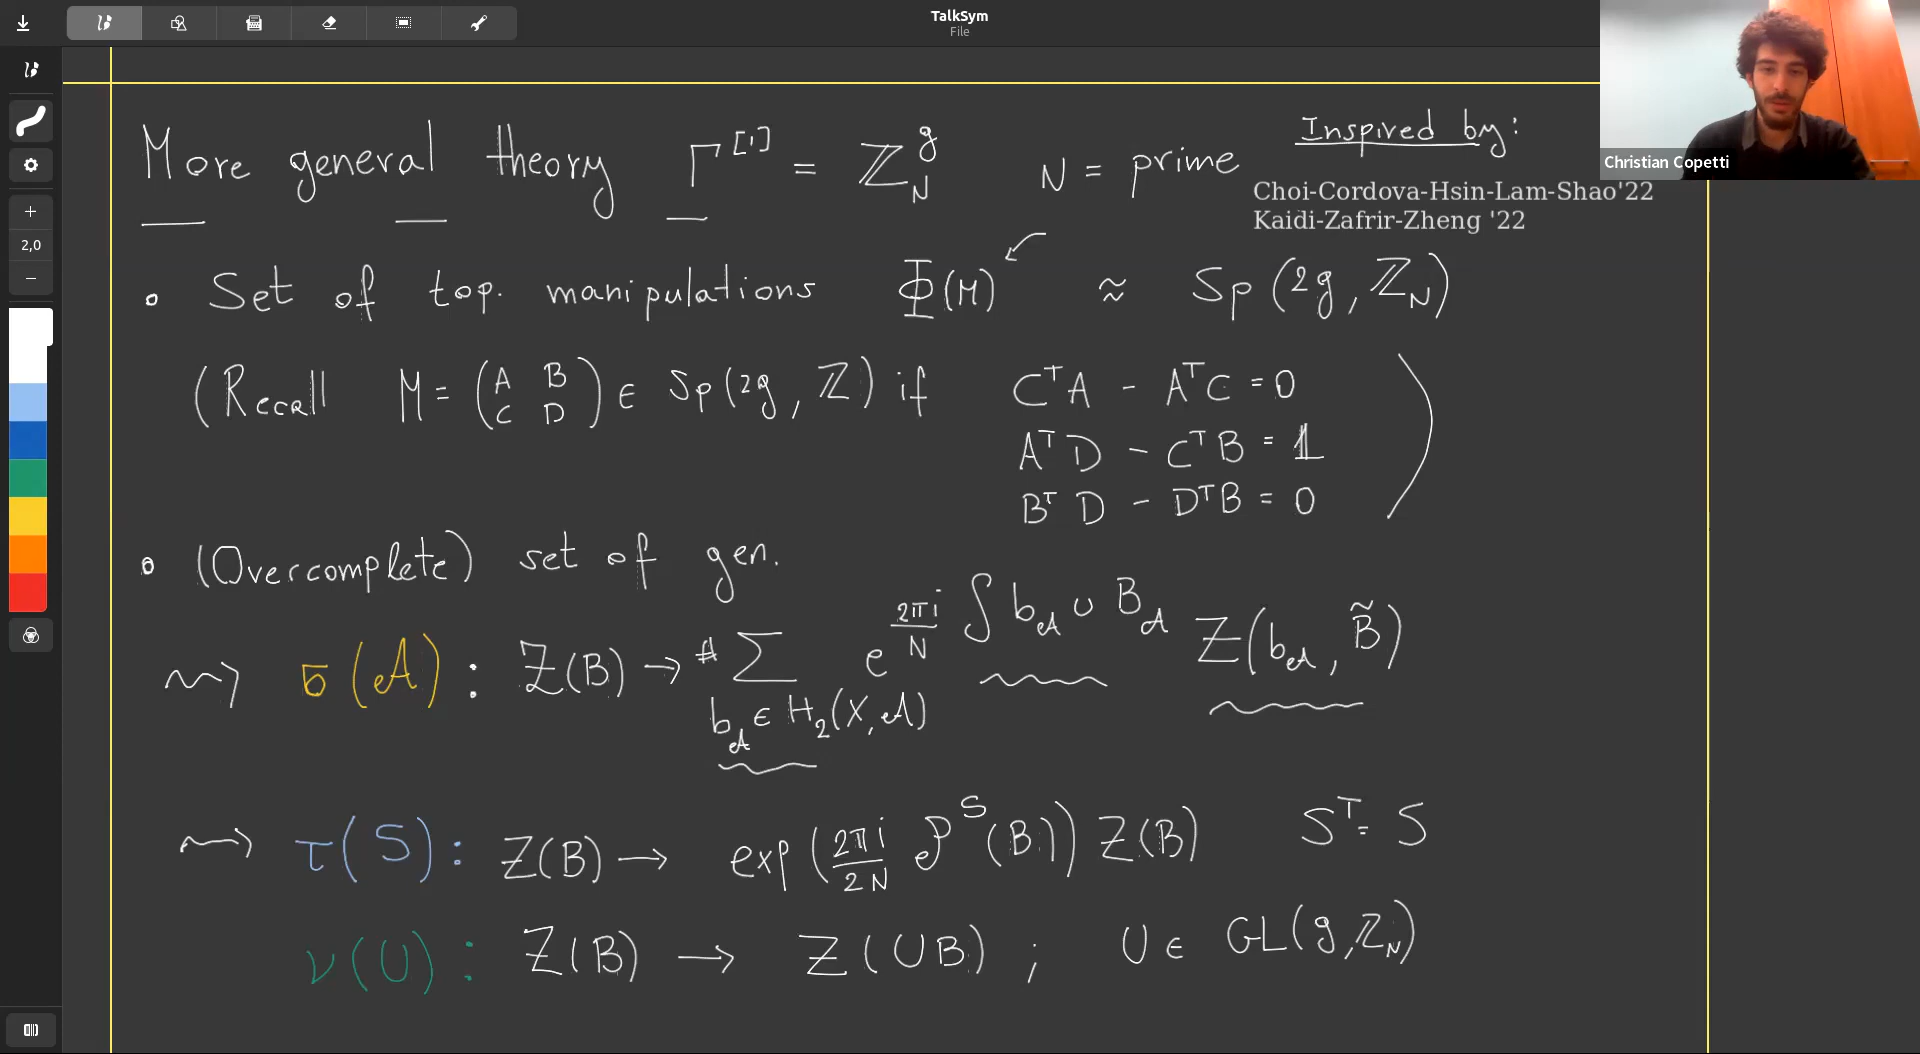 TalkSym
File
2,0
Christian Copetti
More general theory Γ^[1] = ℤ_N^g N = prime
Inspired by:
Choi-Cordova-Hsin-Lam-Shao'22
Kaidi-Zafrir-Zheng '22
• Set of top. manipulations Φ(M) ≈ Sp(2g, ℤ_N)
(Recall M = (A B; C D) ∈ Sp(2g, ℤ) if C^T A - A^T C = 0
A^T D - C^T B = 𝟙
B^T D - D^T B = 0 )
• (Overcomplete) set of gen.
⇝ σ(𝒜) : Z(B) → # Σ_{b_𝒜 ∈ H_2(X,𝒜)} e^{2πi/N ∫ b_𝒜 ∪ B_𝒜} Z(b_𝒜, B̃)
⇝ τ(S) : Z(B) → exp(2πi/2N 𝒫^S(B)) Z(B) S^T = S
ν(U) : Z(B) → Z(UB) ; U ∈ GL(g,ℤ_N)